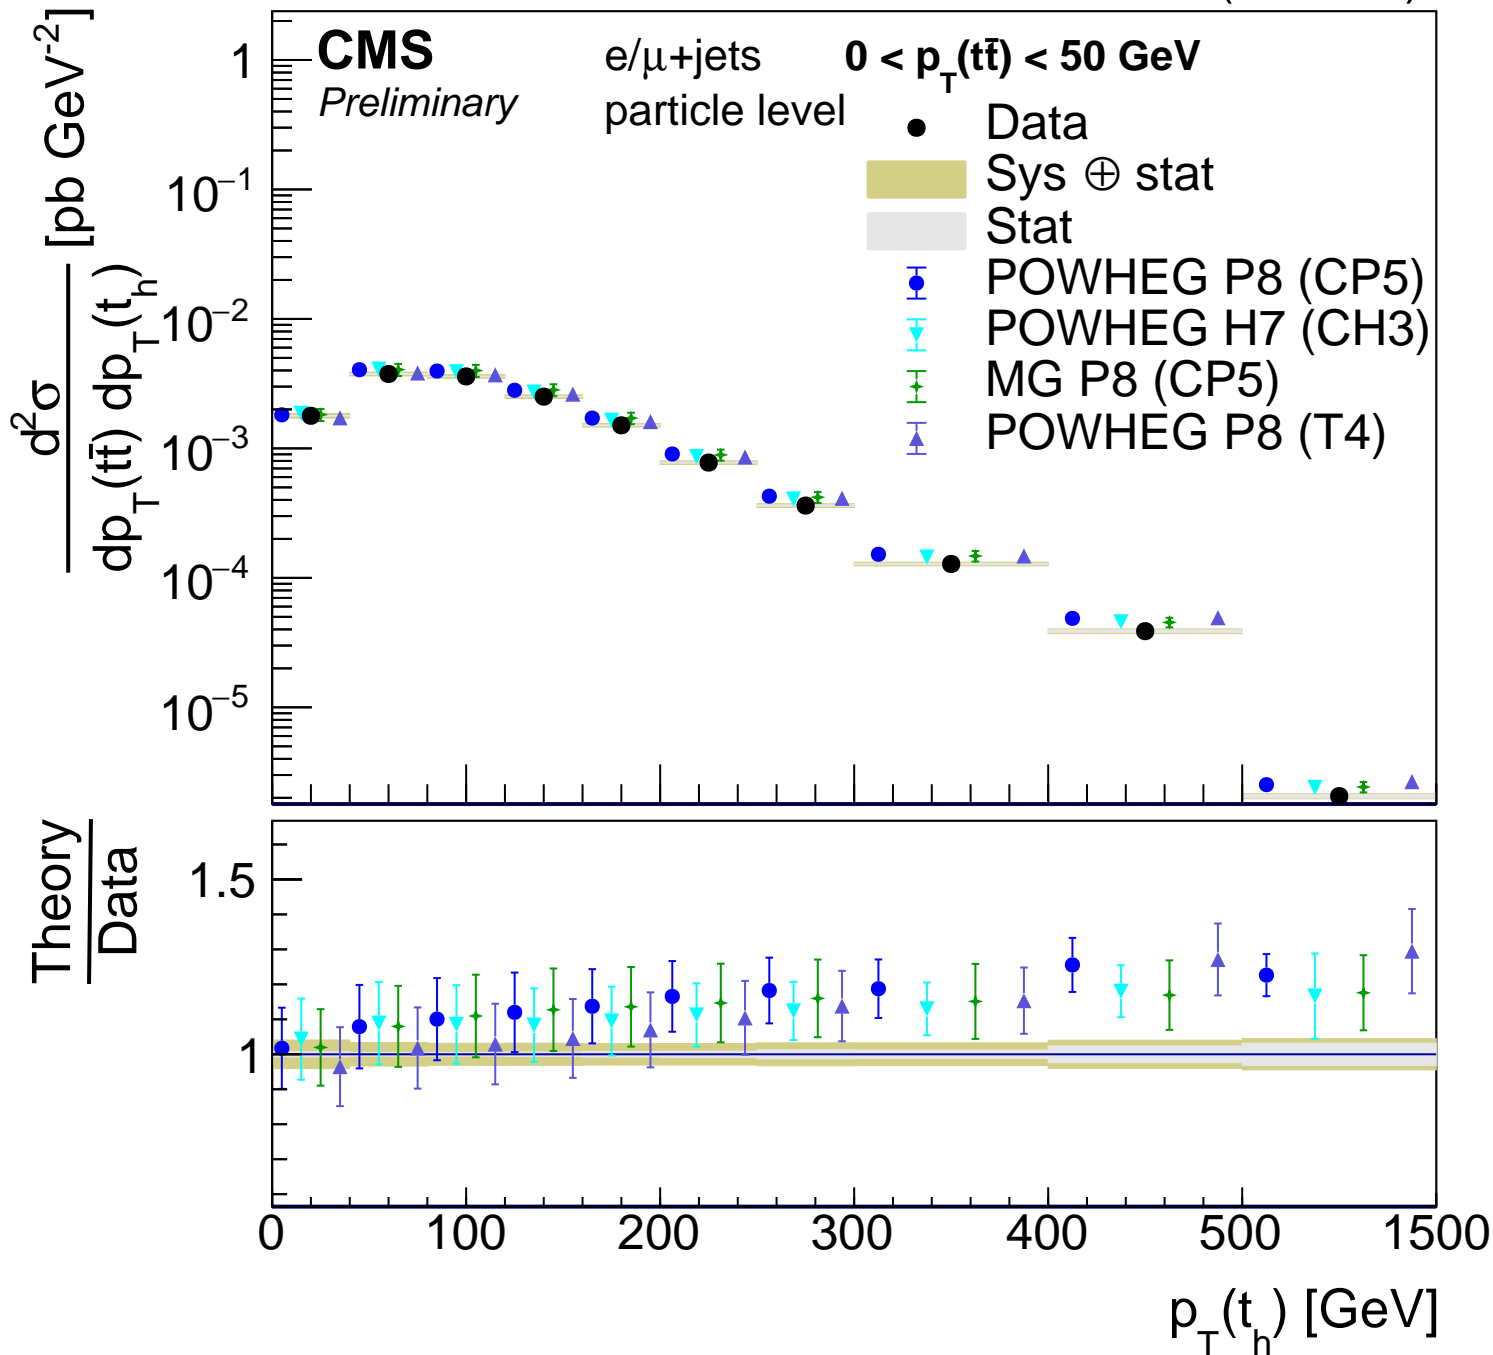 CMS
Preliminary
e/μ+jets
particle level
0 < p_T(tt̄) < 50 GeV
Data
Sys ⊕ stat
Stat
POWHEG P8 (CP5)
POWHEG H7 (CH3)
MG P8 (CP5)
POWHEG P8 (T4)
d²σ
dp_T(tt̄) dp_T(t_h)
[pb GeV⁻²]
1
10⁻¹
10⁻²
10⁻³
10⁻⁴
10⁻⁵
Theory
Data
1.5
1
0 100 200 300 400 500 1500
p_T(t_h) [GeV]